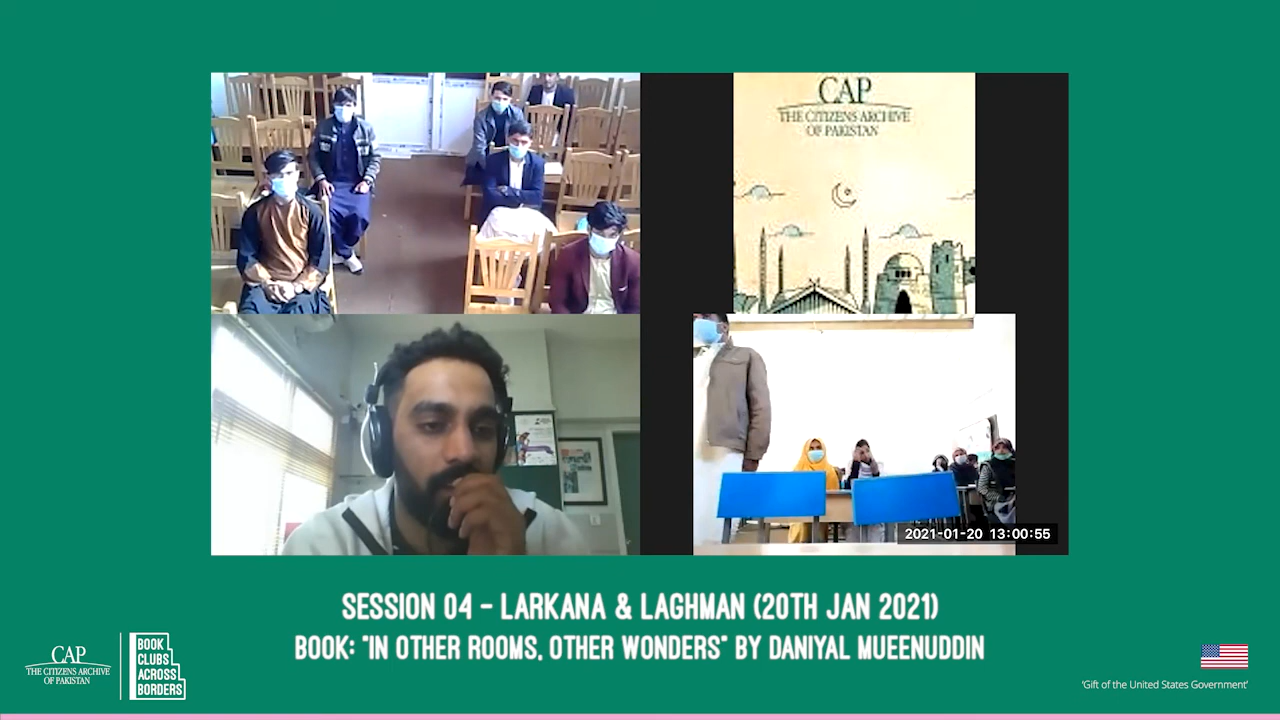 CAP
THE CITIZENS ARCHIVE
OF PAKISTAN
2021-01-20 13:00:55
SESSION 04 - LARKANA & LAGHMAN (20TH JAN 2021)
BOOK: "IN OTHER ROOMS, OTHER WONDERS" BY DANIYAL MUEENUDDIN
CAP
THE CITIZENS ARCHIVE
OF PAKISTAN
BOOK
CLUBS
ACROSS
BORDERS
'Gift of the United States Government'